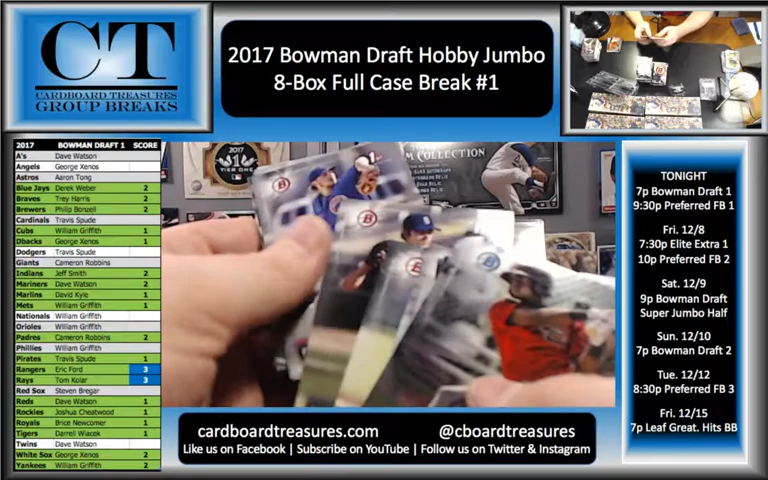 CT
CARDBOARD TREASURES
GROUP BREAKS
2017 Bowman Draft Hobby Jumbo
8-Box Full Case Break #1
2017 BOWMAN DRAFT 1 SCORE
A's Dave Watson
Angels George Xenos
Astros Aaron Tong
Blue Jays Derek Weber 2
Braves Trey Harris 2
Brewers Philip Bonzell 2
Cardinals Travis Spude
Cubs William Griffith 1
Dbacks George Xenos 1
Dodgers Travis Spude
Giants Cameron Robbins
Indians Jeff Smith 2
Mariners Dave Watson 2
Marlins David Kyle 1
Mets William Griffith 1
Nationals William Griffith
Orioles William Griffith
Padres Cameron Robbins 2
Phillies William Griffith
Pirates Travis Spude 1
Rangers Eric Ford 3
Rays Tom Kolar 3
Red Sox Steven Bregar
Reds Dave Watson 1
Rockies Joshua Cheatwood 1
Royals Brice Newcomer 1
Tigers Darrell Wiacek 1
Twins Dave Watson
White Sox George Xenos 2
Yankees William Griffith 2
2017
TIER ONE
M COLLECTION
1st
TONIGHT
7p Bowman Draft 1
9:30p Preferred FB 1
Fri. 12/8
7:30p Elite Extra 1
10p Preferred FB 2
Sat. 12/9
9p Bowman Draft
Super Jumbo Half
Sun. 12/10
7p Bowman Draft 2
Tue. 12/12
8:30p Preferred FB 3
Fri. 12/15
7p Leaf Great. Hits BB
cardboardtreasures.com @cboardtreasures
Like us on Facebook | Subscribe on YouTube | Follow us on Twitter & Instagram